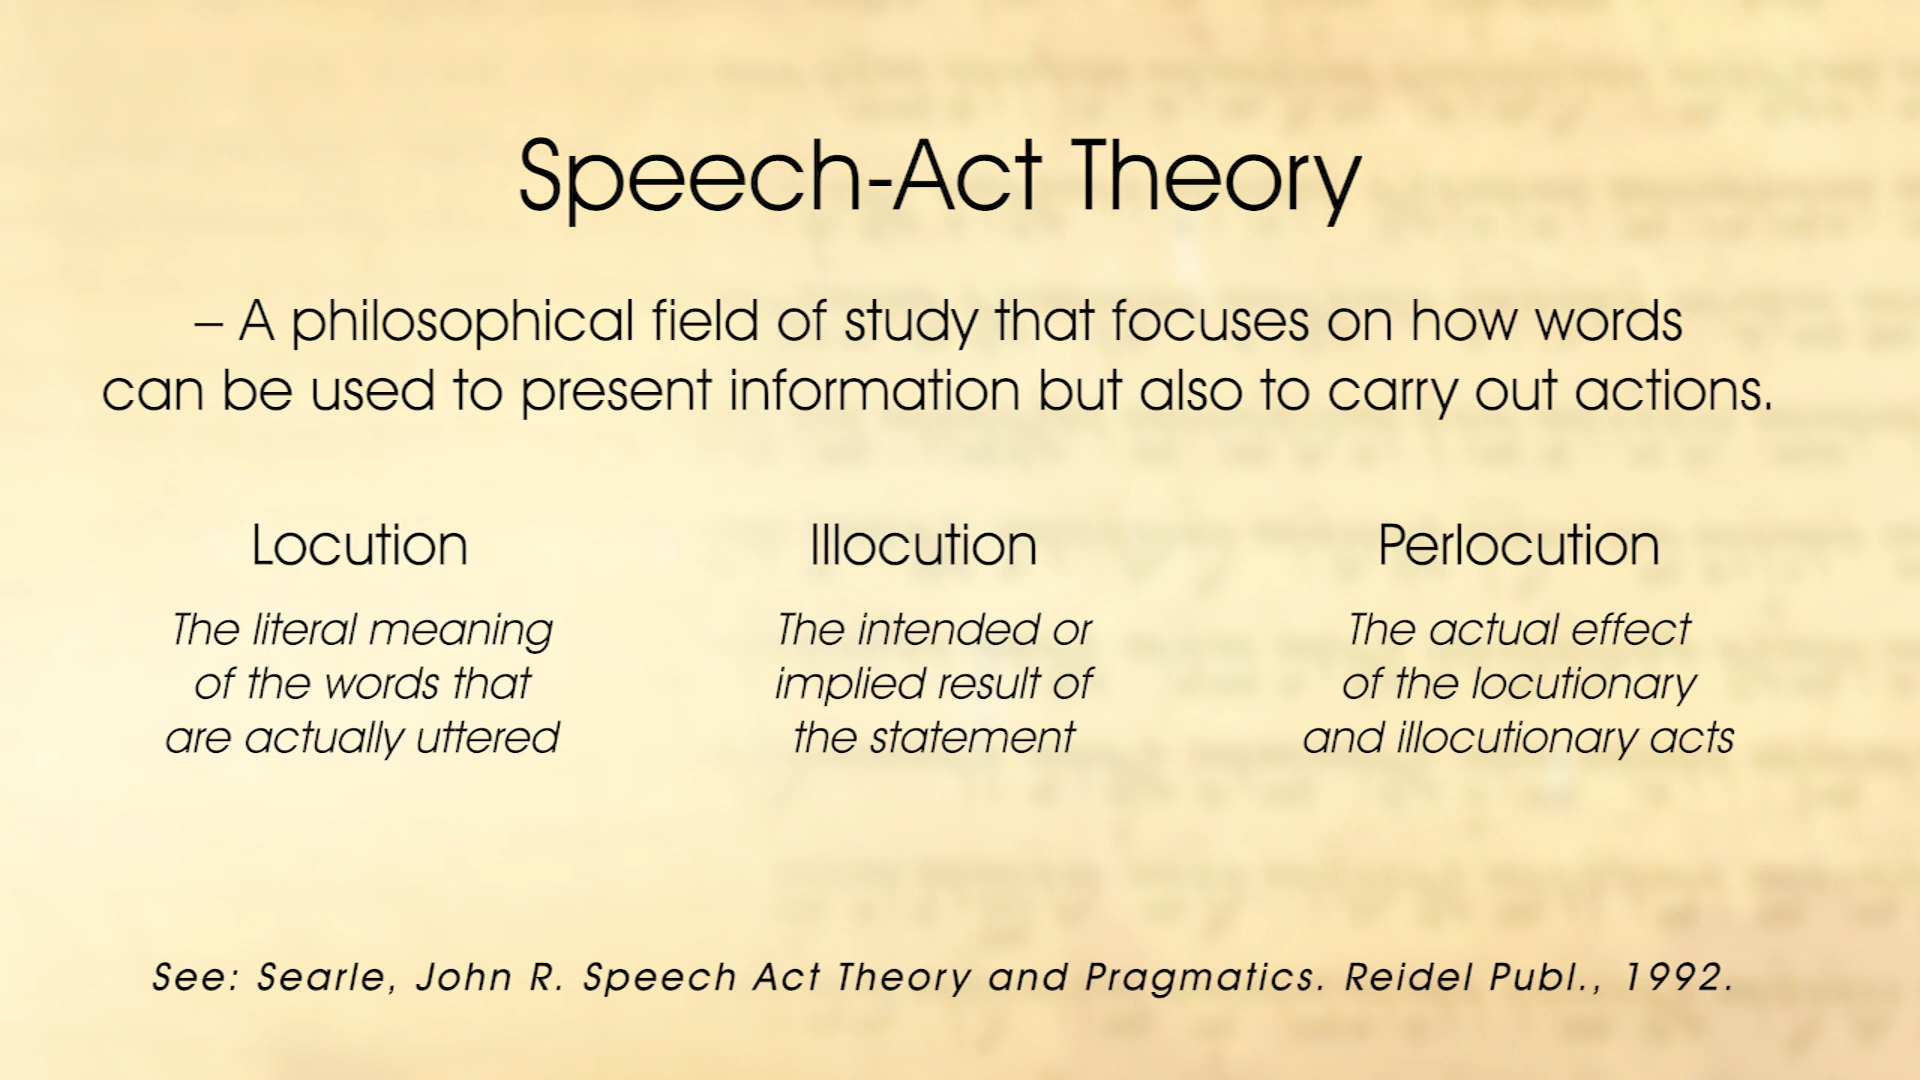 Speech-Act Theory
– A philosophical field of study that focuses on how words
can be used to present information but also to carry out actions.
Locution
The literal meaning
of the words that
are actually uttered
Illocution
The intended or
implied result of
the statement
Perlocution
The actual effect
of the locutionary
and illocutionary acts
See: Searle, John R. Speech Act Theory and Pragmatics. Reidel Publ., 1992.